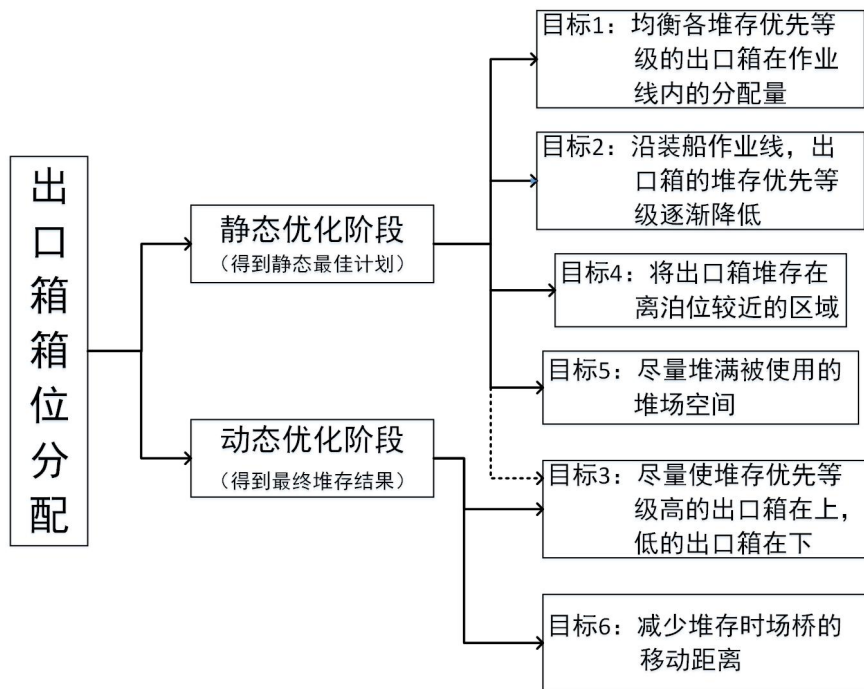 出口箱箱位分配
静态优化阶段
（得到静态最佳计划）
动态优化阶段
（得到最终堆存结果）
目标1：均衡各堆存优先等
级的出口箱在作业
线内的分配量
目标2：沿装船作业线，出
口箱的堆存优先等
级逐渐降低
目标4：将出口箱堆存在
离泊位较近的区域
目标5：尽量堆满被使用的
堆场空间
目标3：尽量使堆存优先等
级高的出口箱在上，
低的出口箱在下
目标6：减少堆存时场桥的
移动距离